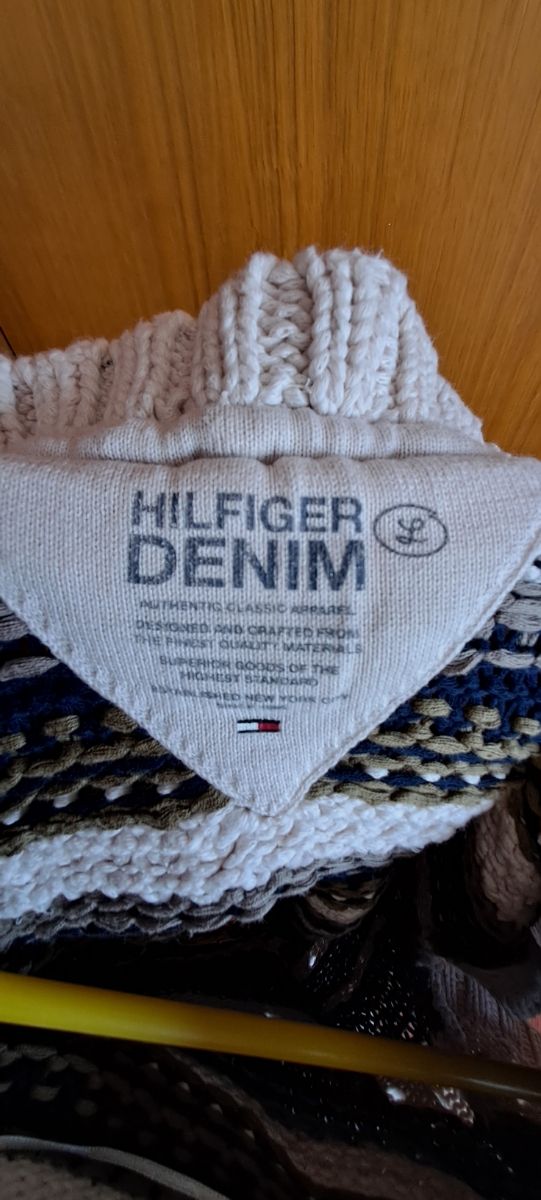 HILFIGER
DENIM
L
AUTHENTIC CLASSIC APPAREL
DESIGNED AND CRAFTED FROM
THE FINEST QUALITY MATERIALS
SUPERIOR GOODS OF THE
HIGHEST STANDARD
ESTABLISHED NEW YORK CITY